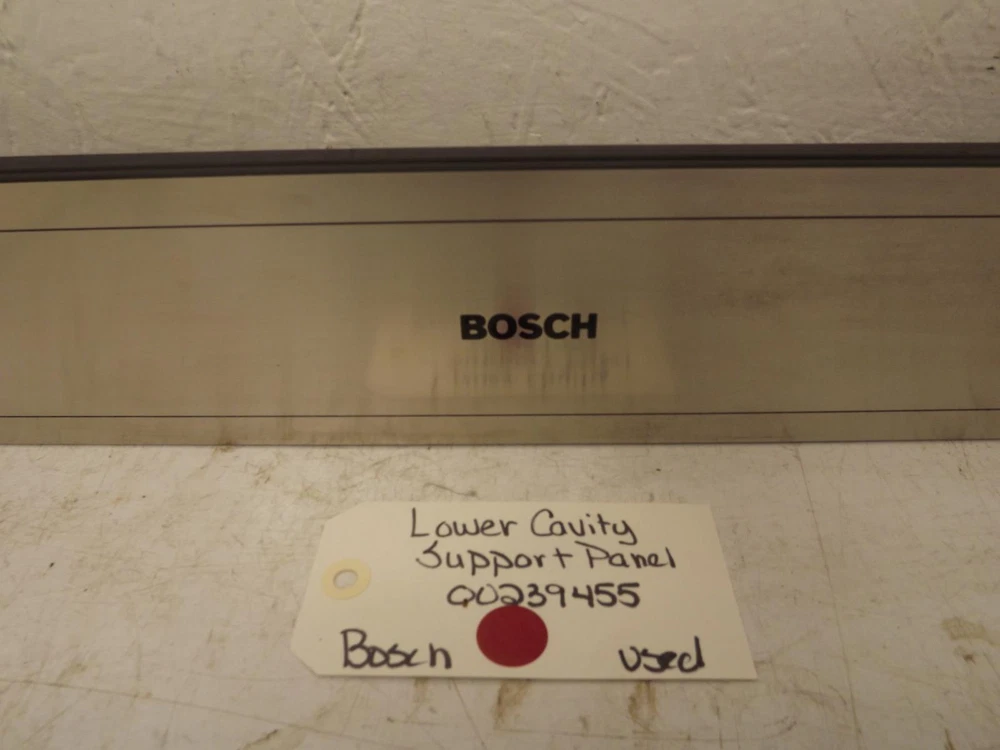 BOSCH
Lower Cavity
Support Panel
00239455
Bosch used